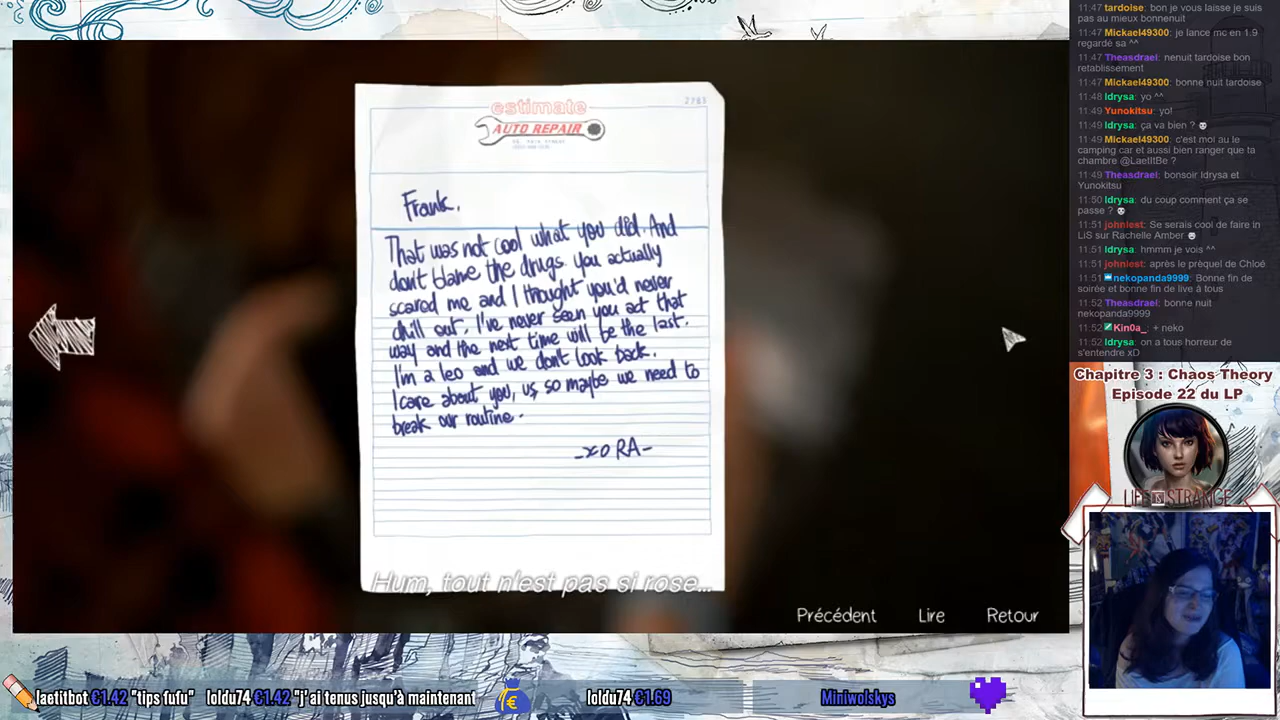 estimate
2785
AUTO REPAIR
Frank,
That was not cool what you did. And
don't blame the drugs. you actually
scared me and I thought you'd never
chill out. I've never seen you act that
way and the next time will be the last.
I'm a leo and we don't look back.
I care about you, us, so maybe we need to
break our routine.
-xo RA-
Hum, tout n'est pas si rose...
Précédent Lire Retour
11:47 tardoise: bon je vous laisse je suis
pas au mieux bonnenuit
11:47 Mickael49300: je lance mc en 1.9
regardé sa ^^
11:47 Theasdrael: nenuit tardoise bon
retablissement
11:47 Mickael49300: bonne nuit tardoise
11:48 Idrysa: yo ^^
11:49 Yunokitsu: yo!
11:49 Idrysa: ça va bien ?
11:49 Mickael49300: c'est moi au le
camping car et aussi bien ranger que ta
chambre @LaetItBe ?
11:49 Theasdrael: bonsoir Idrysa et
Yunokitsu
11:50 Idrysa: du coup comment ça se
passe ?
11:51 johniest: Se serais cool de faire in
LiS sur Rachelle Amber
11:51 Idrysa: hmmm je vois ^^
11:51 johniest: après le préquel de Chloé
11:51 nekopanda9999: Bonne fin de
soirée et bonne fin de live à tous
11:52 Theasdrael: bonne nuit
nekopanda9999
11:52 Kin0a_: + neko
11:52 Idrysa: on a tous horreur de
s'entendre xD
Chapitre 3 : Chaos Theory
Episode 22 du LP
LIFE IS STRANGE
laetitbot €1.42 "tips fufu" loldu74 €1.42 "j'ai tenus jusqu'à maintenant
loldu74 €1.69
Miniwolskys